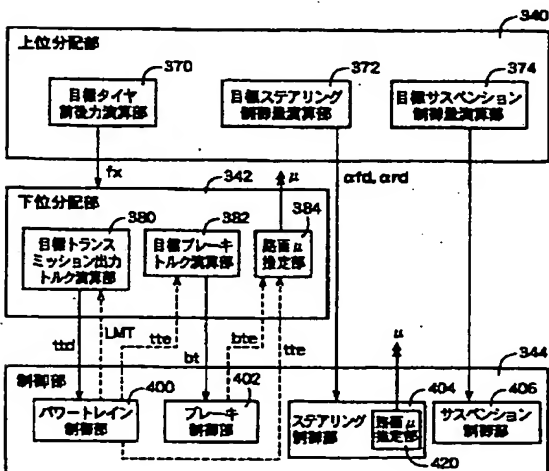 340
上位分配部
370
目標タイヤ
前後力演算部
372
目標ステアリング
制御量演算部
374
目標サスペンション
制御量演算部
fx
342
μ
αfd, αrd
下位分配部
380
目標トランス
ミッション出力
トルク演算部
382
目標ブレーキ
トルク演算部
384
路面μ
推定部
ttd
LMT
tte
bt
bte
tte
μ
344
制御部
400
パワートレイン
制御部
402
ブレーキ
制御部
404
ステアリング
制御部
路面μ
推定部
420
406
サスペンション
制御部